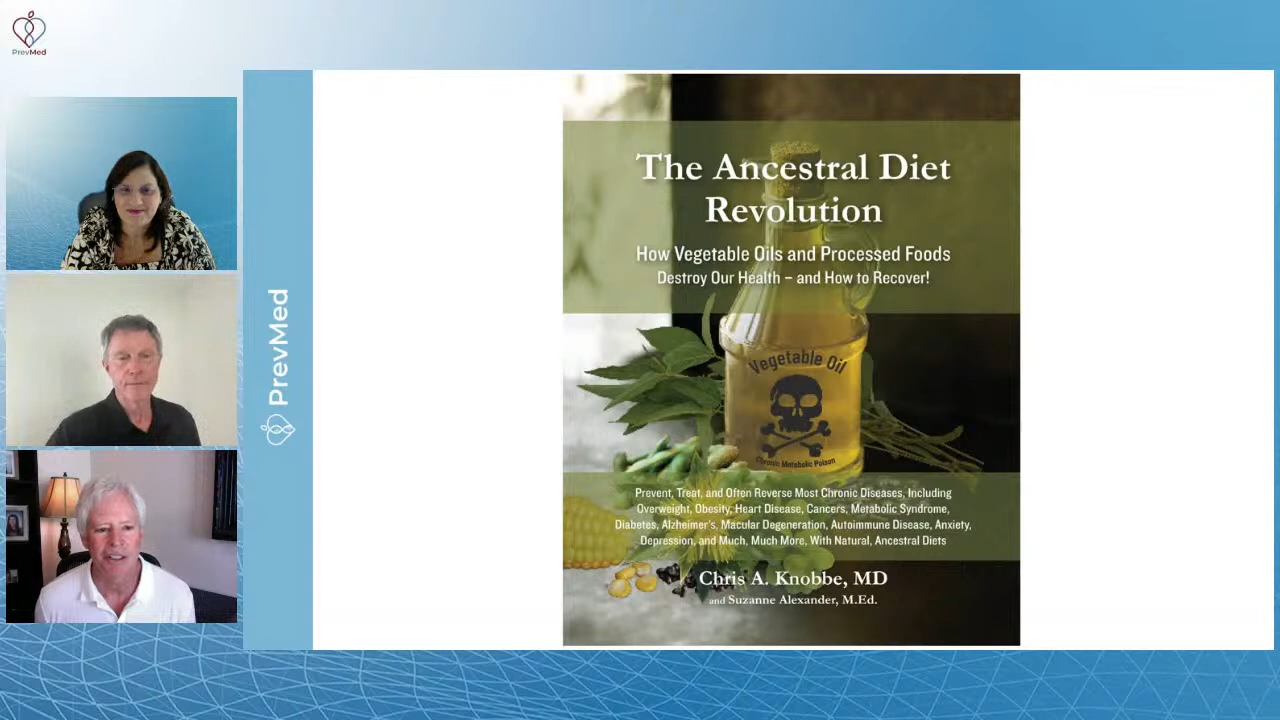 PrevMed
PrevMed
The Ancestral Diet
Revolution
How Vegetable Oils and Processed Foods
Destroy Our Health – and How to Recover!
Vegetable Oil
Chronic Metabolic Poison
Prevent, Treat, and Often Reverse Most Chronic Diseases, Including
Overweight, Obesity, Heart Disease, Cancers, Metabolic Syndrome,
Diabetes, Alzheimer's, Macular Degeneration, Autoimmune Disease, Anxiety,
Depression, and Much, Much More, With Natural, Ancestral Diets
Chris A. Knobbe, MD
and Suzanne Alexander, M.Ed.